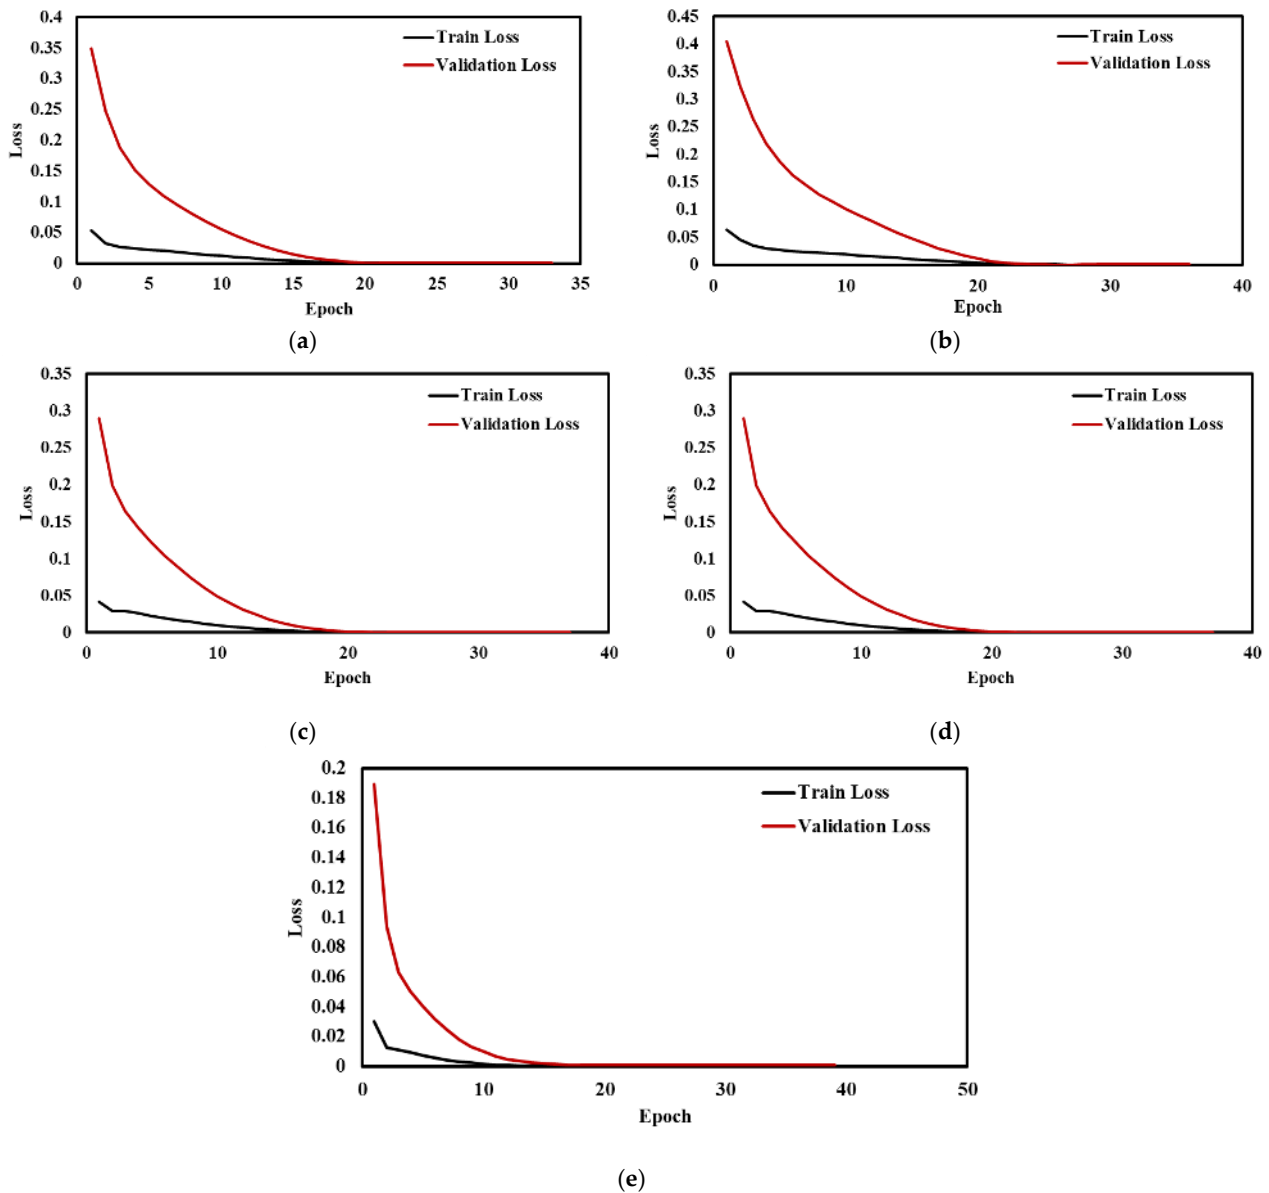 0.4
0.35
0.3
0.25
0.2
0.15
0.1
0.05
0
Loss
Train Loss
Validation Loss
0 5 10 15 20 25 30 35
Epoch
(a)
0.45
0.4
0.35
0.3
0.25
0.2
0.15
0.1
0.05
0
Loss
Train Loss
Validation Loss
0 10 20 30 40
Epoch
(b)
0.35
0.3
0.25
0.2
0.15
0.1
0.05
0
Loss
Train Loss
Validation Loss
0 10 20 30 40
Epoch
(c)
0.35
0.3
0.25
0.2
0.15
0.1
0.05
0
Loss
Train Loss
Validation Loss
0 10 20 30 40
Epoch
(d)
0.2
0.18
0.16
0.14
0.12
0.1
0.08
0.06
0.04
0.02
0
Loss
Train Loss
Validation Loss
0 10 20 30 40 50
Epoch
(e)